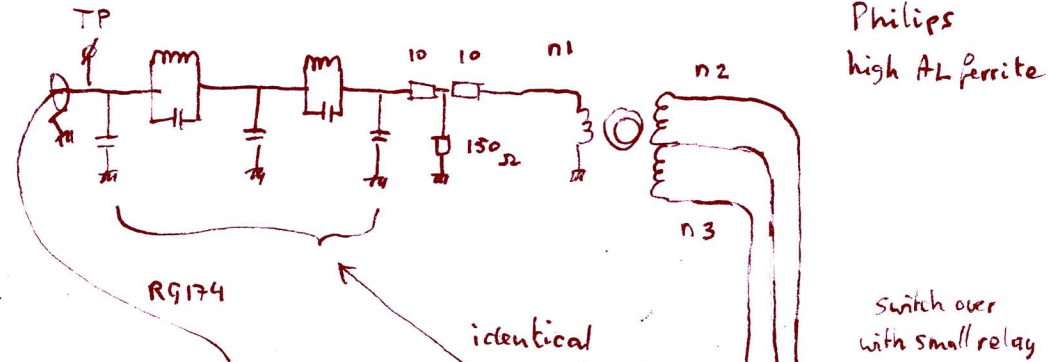 TP
Philips
high AL ferrite
10
10
n1
n2
150 Ω
n3
RG174
identical
switch over
with small relay